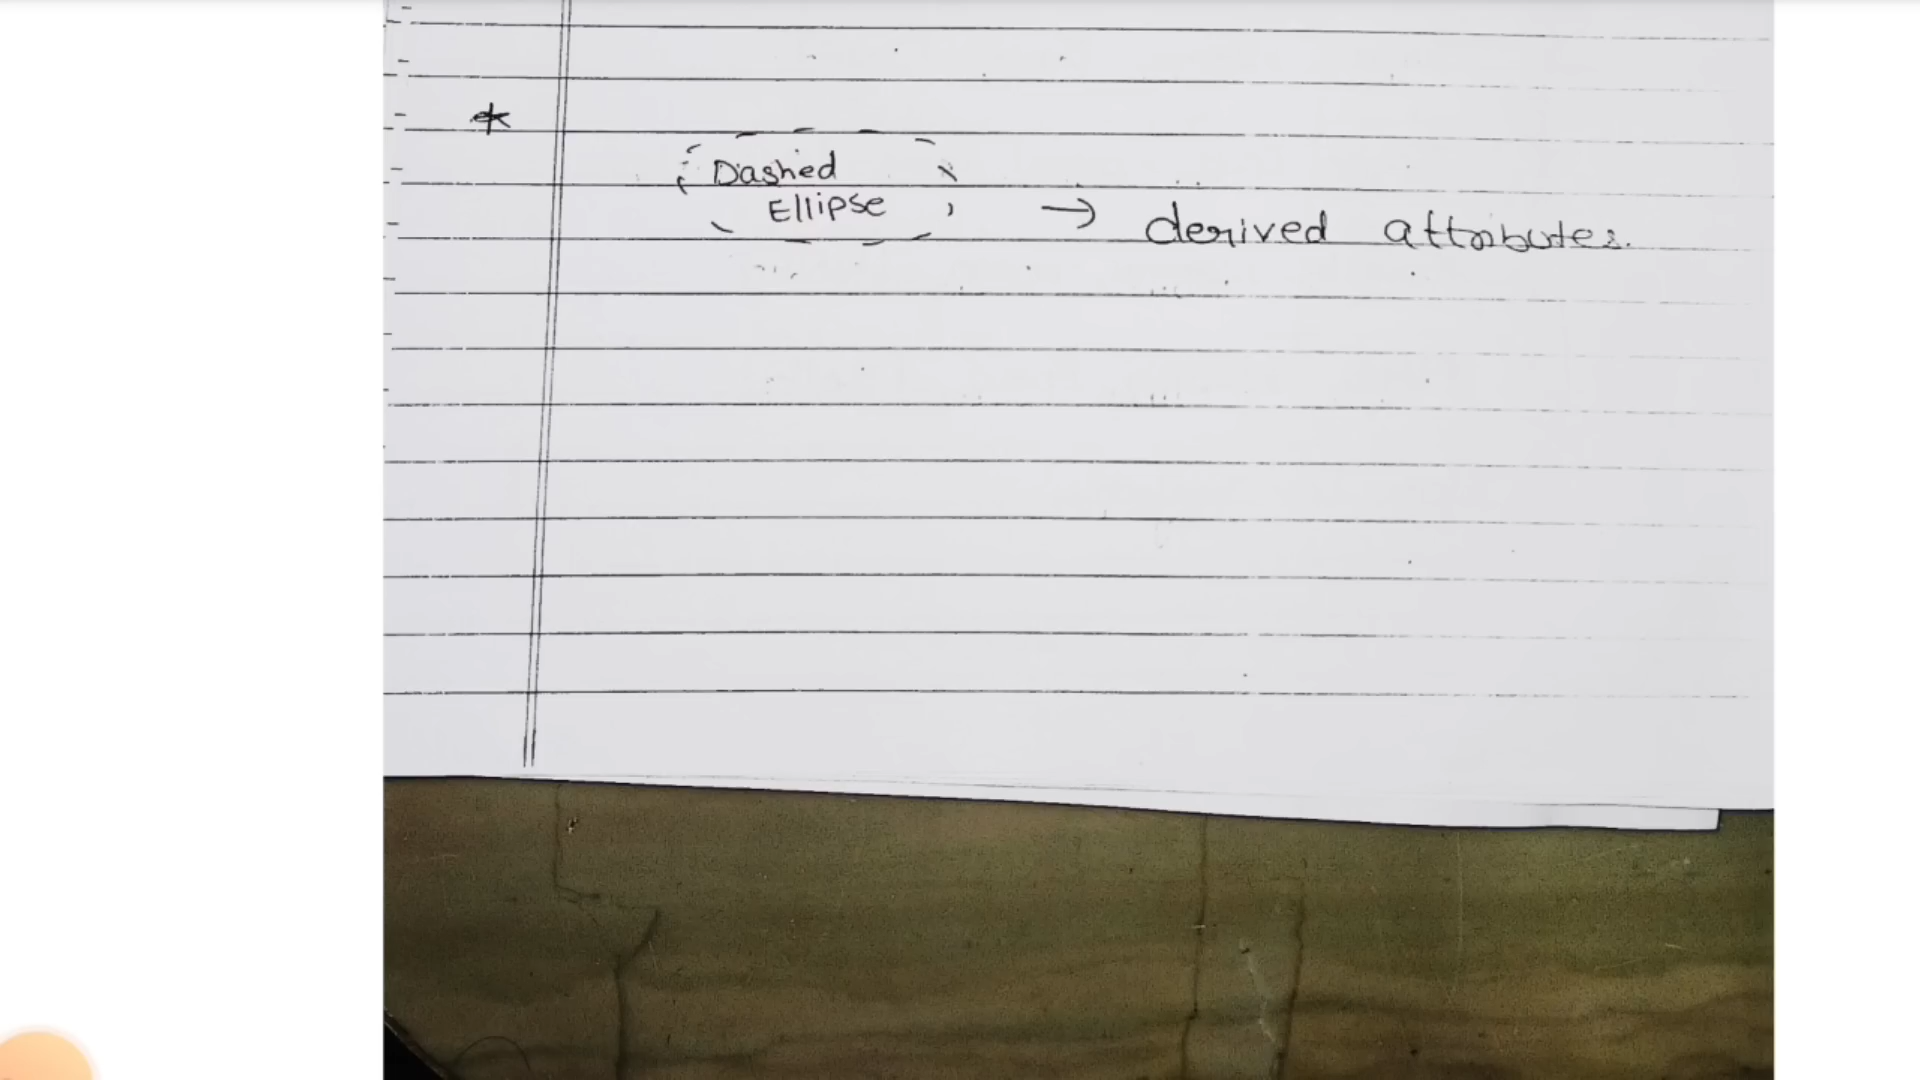 *
Dashed
Ellipse → derived attributes.